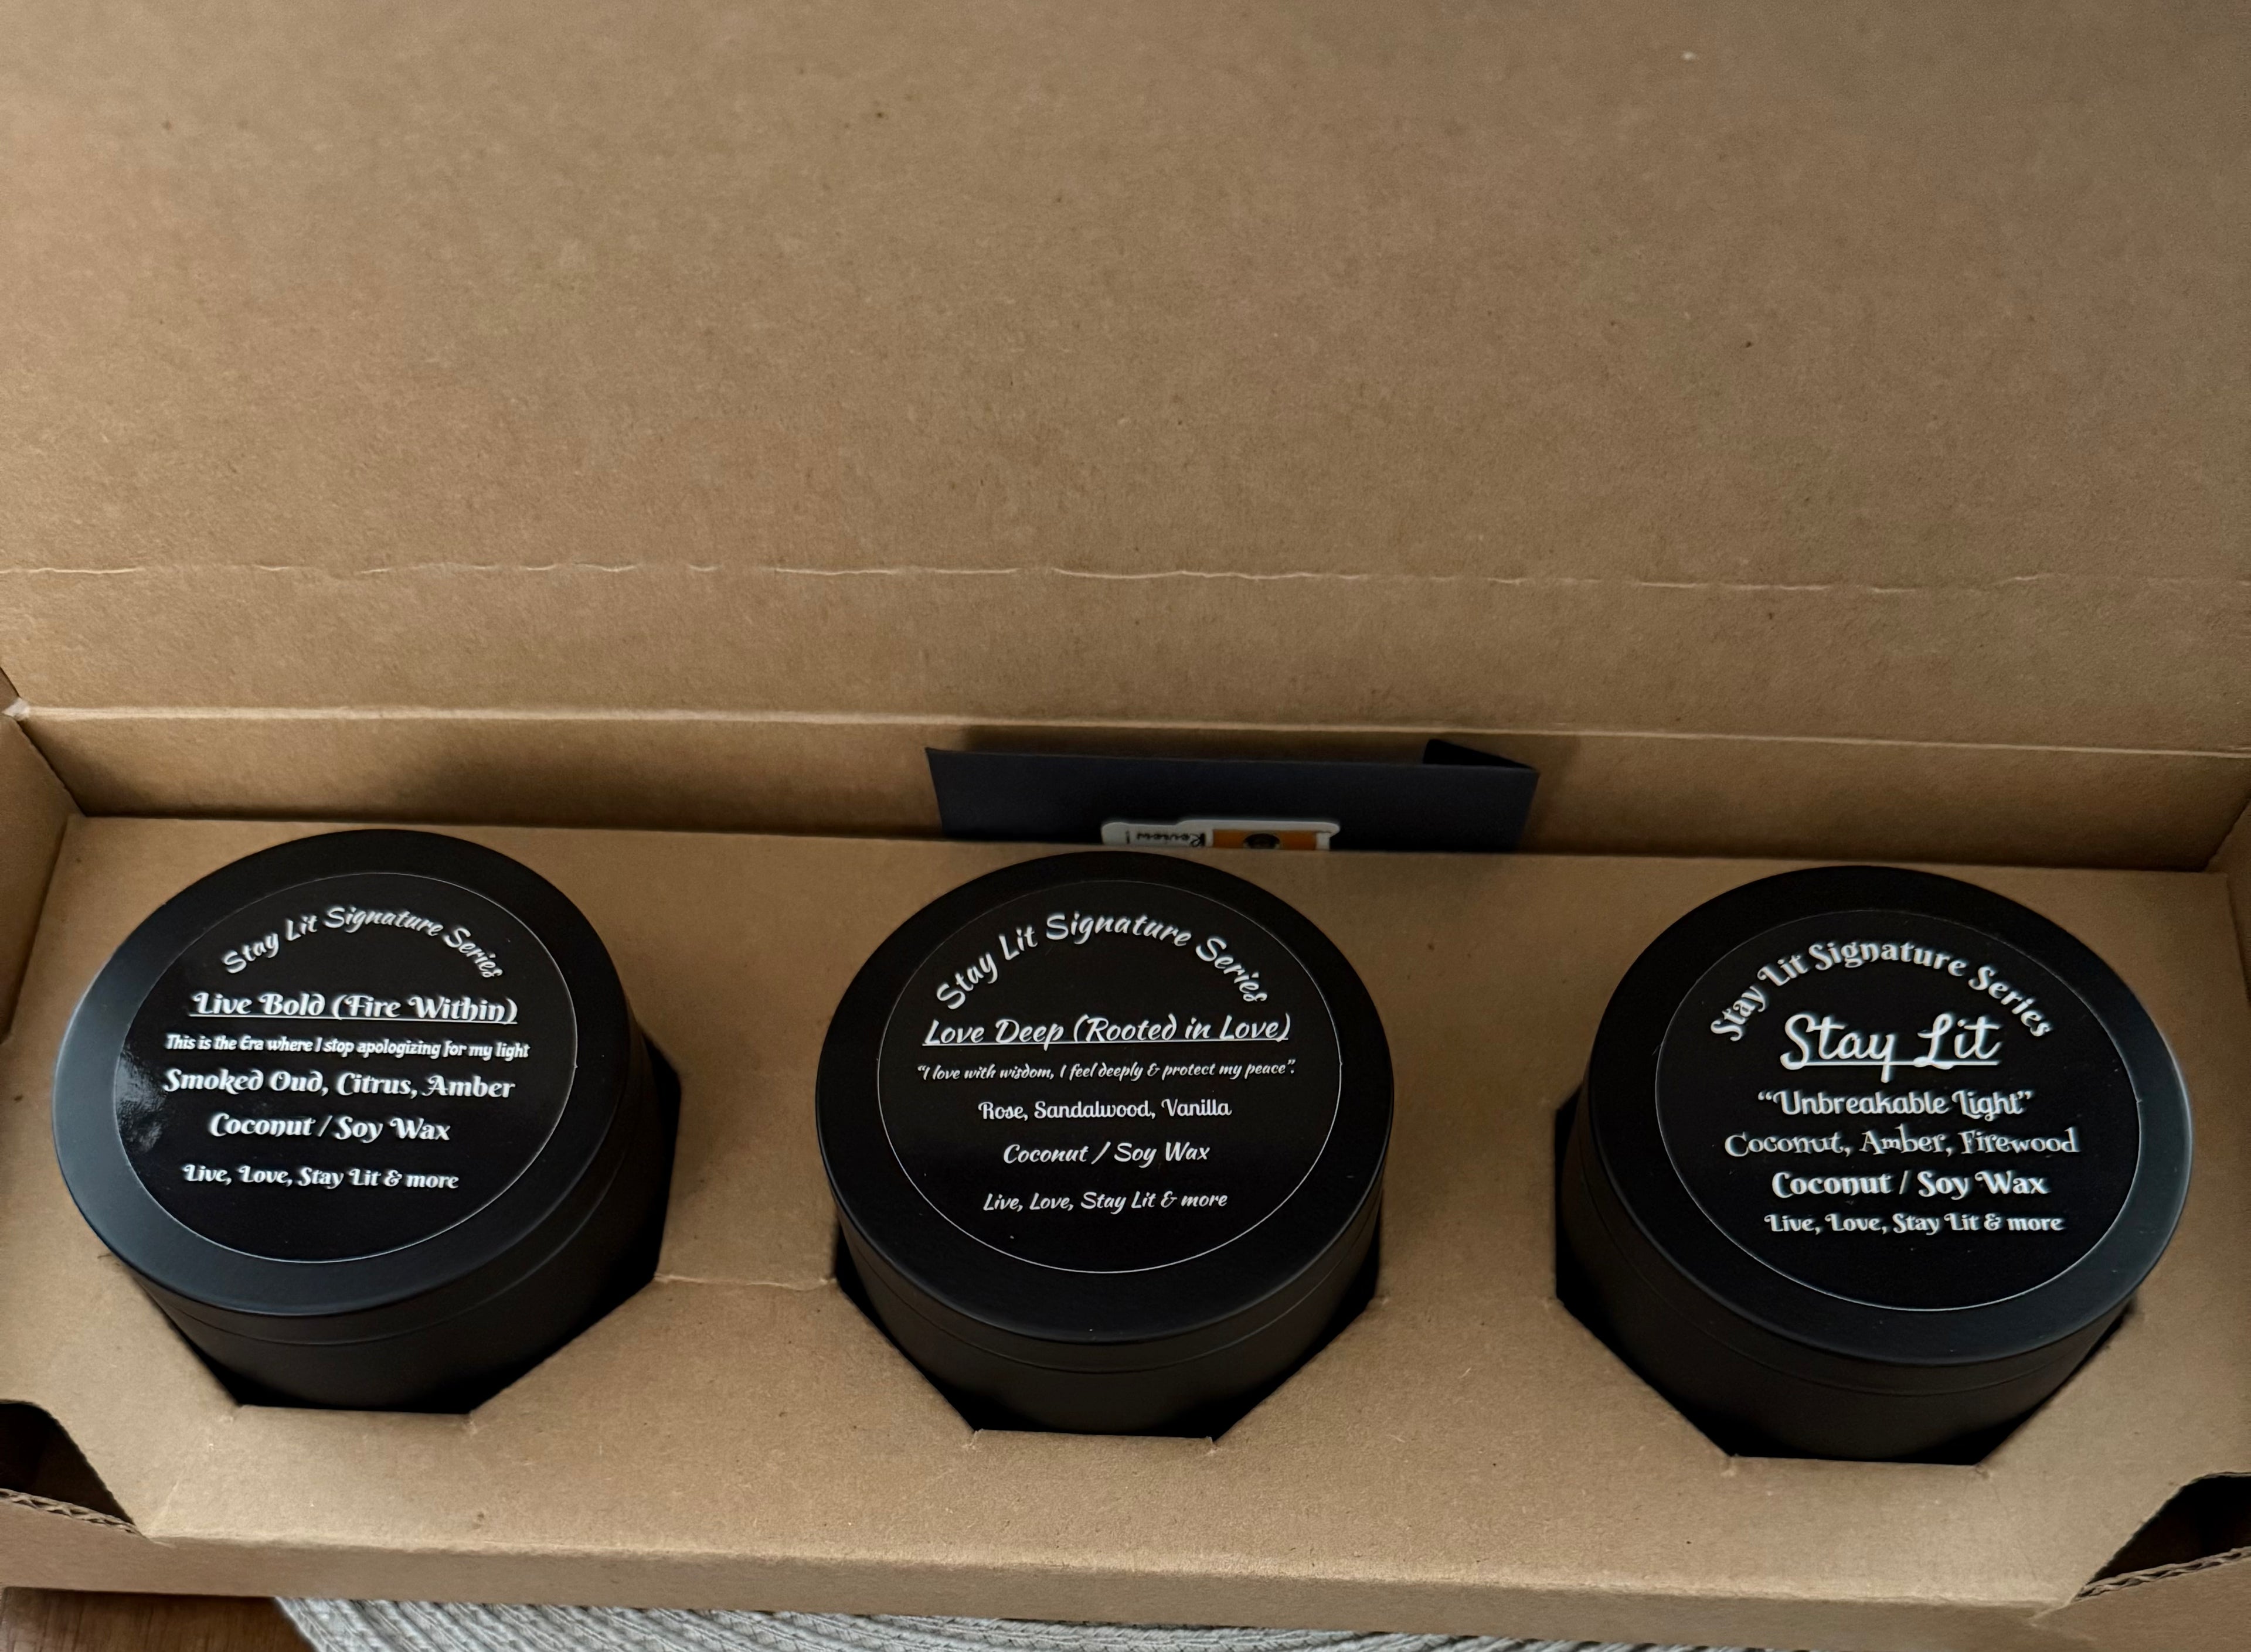 Review
Stay Lit Signature Series
Live Bold (Fire Within)
This is the Era where I stop apologizing for my light
Smoked Oud, Citrus, Amber
Coconut / Soy Wax
Live, Love, Stay Lit & more
Stay Lit Signature Series
Love Deep (Rooted in Love)
“I love with wisdom, I feel deeply & protect my peace”.
Rose, Sandalwood, Vanilla
Coconut / Soy Wax
Live, Love, Stay Lit & more
Stay Lit Signature Series
Stay Lit
“Unbreakable Light”
Coconut, Amber, Firewood
Coconut / Soy Wax
Live, Love, Stay Lit & more